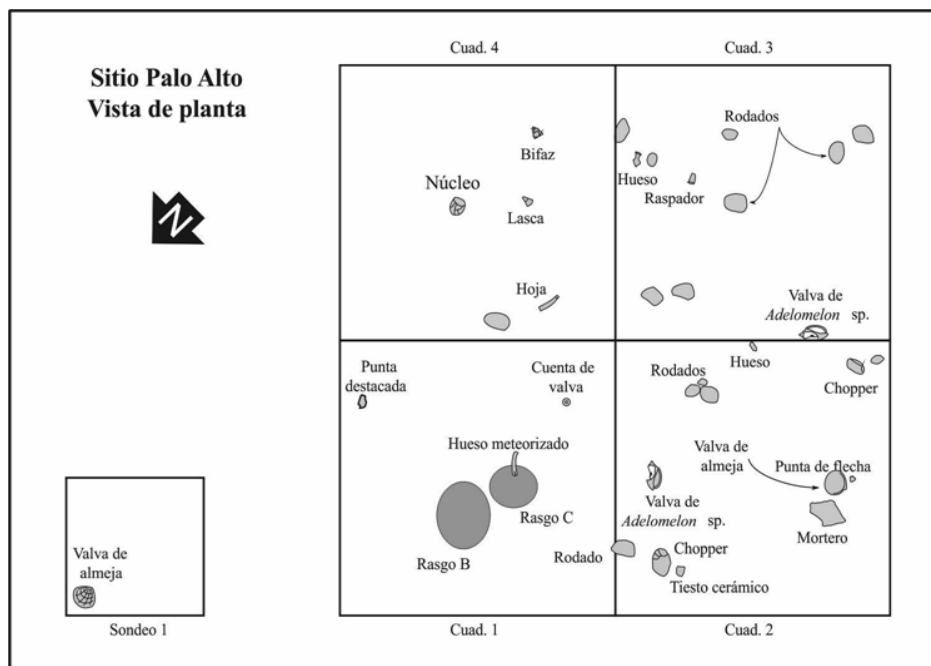 Cuad. 4
Cuad. 3
Sitio Palo Alto
Vista de planta
N
Rodados
Bifaz
Núcleo
Hueso
Raspador
Lasca
Hoja
Valva de
Adelomelon sp.
Punta
destacada
Cuenta de
valva
Hueso
Rodados
Chopper
Hueso meteorizado
Valva de
almeja
Punta de flecha
Rasgo C
Valva de
Adelomelon sp.
Mortero
Rasgo B
Rodado
Chopper
Tiesto cerámico
Valva de
almeja
Sondeo 1
Cuad. 1
Cuad. 2